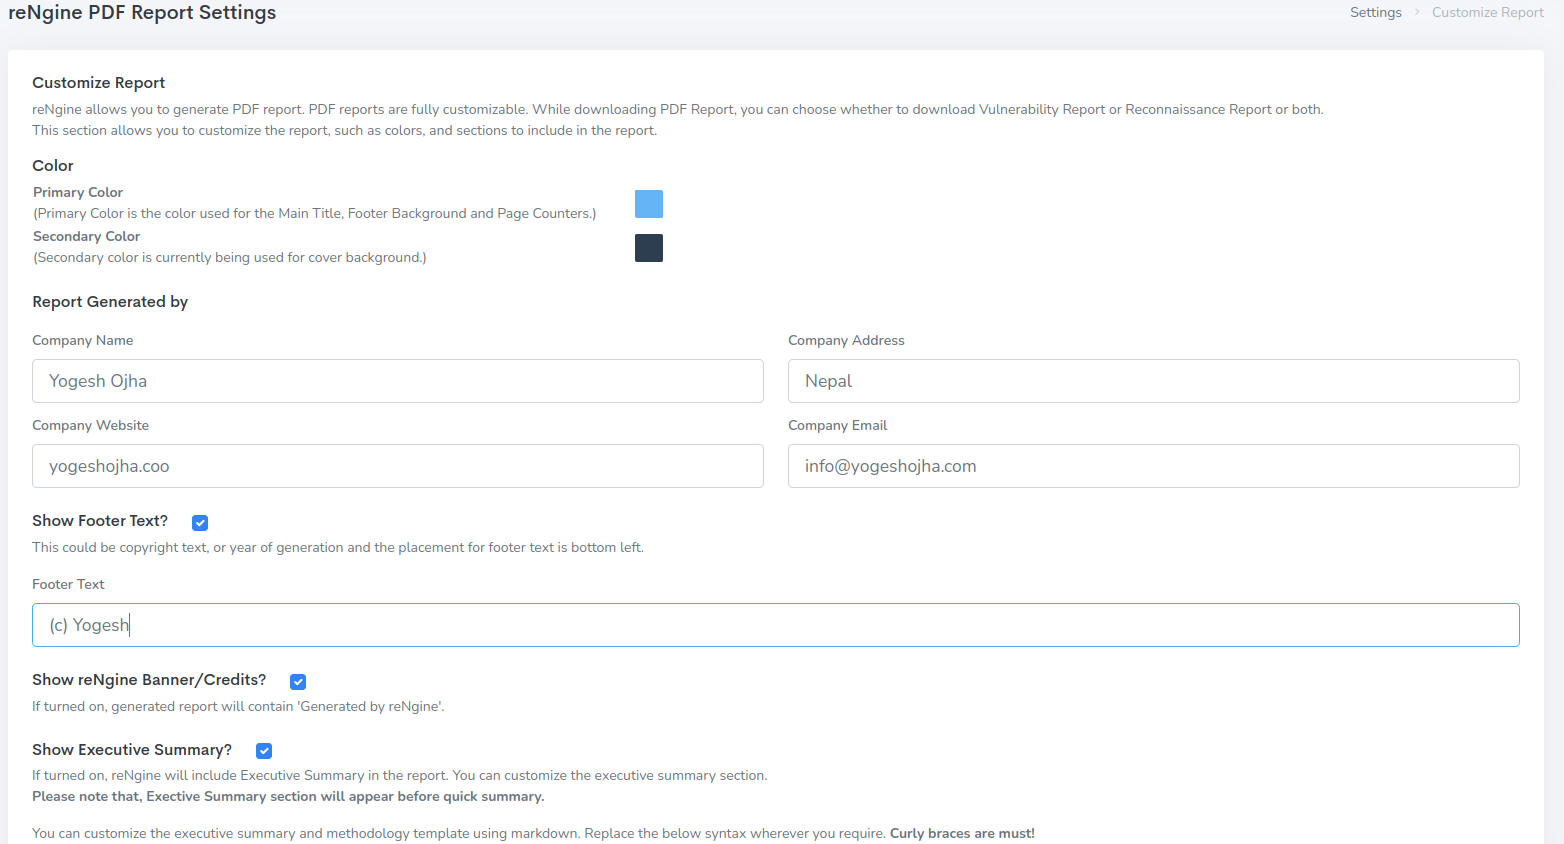 reNgine PDF Report Settings
Settings > Customize Report
Customize Report
reNgine allows you to generate PDF report. PDF reports are fully customizable. While downloading PDF Report, you can choose whether to download Vulnerability Report or Reconnaissance Report or both.
This section allows you to customize the report, such as colors, and sections to include in the report.
Color
Primary Color
(Primary Color is the color used for the Main Title, Footer Background and Page Counters.)
Secondary Color
(Secondary color is currently being used for cover background.)
Report Generated by
Company Name
Company Address
Yogesh Ojha
Nepal
Company Website
Company Email
yogeshojha.coo
info@yogeshojha.com
Show Footer Text?
This could be copyright text, or year of generation and the placement for footer text is bottom left.
Footer Text
(c) Yogesh
Show reNgine Banner/Credits?
If turned on, generated report will contain 'Generated by reNgine'.
Show Executive Summary?
If turned on, reNgine will include Executive Summary in the report. You can customize the executive summary section.
Please note that, Exective Summary section will appear before quick summary.
You can customize the executive summary and methodology template using markdown. Replace the below syntax wherever you require. Curly braces are must!